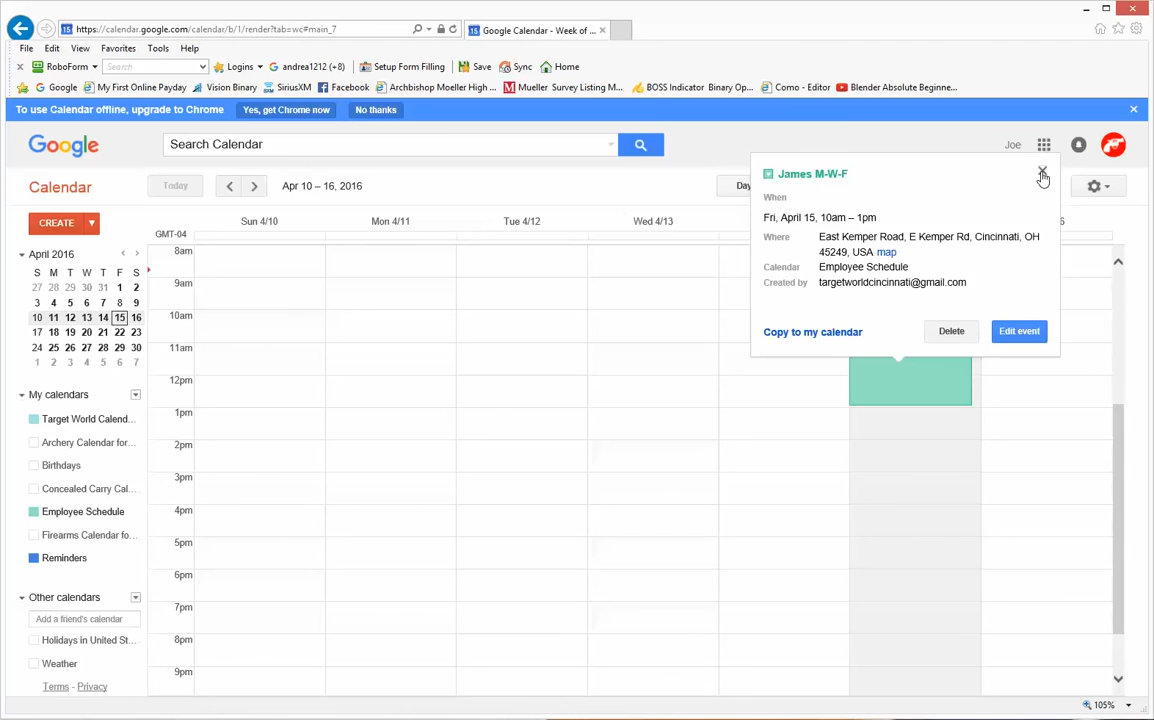 https://calendar.google.com/calendar/b/1/render?tab=wc#main_7
15 Google Calendar - Week of ...
File Edit View Favorites Tools Help
RoboForm Search Logins andrea1212 (+8) Setup Form Filling Save Sync Home
Google My First Online Payday Vision Binary SiriusXM Facebook Archbishop Moeller High ... Mueller Survey Listing M... BOSS Indicator Binary Op... Como - Editor Blender Absolute Beginne...
To use Calendar offline, upgrade to Chrome Yes, get Chrome now No thanks
Google Search Calendar Joe
Calendar Today Apr 10 – 16, 2016 Day
CREATE
Sun 4/10 Mon 4/11 Tue 4/12 Wed 4/13
GMT-04
James M-W-F
When
Fri, April 15, 10am – 1pm
Where East Kemper Road, E Kemper Rd, Cincinnati, OH
45249, USA map
Calendar Employee Schedule
Created by targetworldcincinnati@gmail.com
Copy to my calendar Delete Edit event
April 2016
S M T W T F S
27 28 29 30 31 1 2
3 4 5 6 7 8 9
10 11 12 13 14 15 16
17 18 19 20 21 22 23
24 25 26 27 28 29 30
1 2 3 4 5 6 7
My calendars
Target World Calend...
Archery Calendar for...
Birthdays
Concealed Carry Cal...
Employee Schedule
Firearms Calendar fo...
Reminders
Other calendars
Add a friend's calendar
Holidays in United St...
Weather
Terms - Privacy
8am
9am
10am
11am
12pm
1pm
2pm
3pm
4pm
5pm
6pm
7pm
8pm
9pm
105%